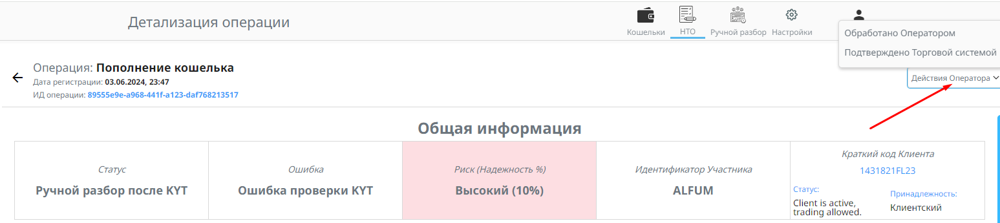 Детализация операции
Кошельки
НТО
Ручной разбор
Настройки
Обработано Оператором
Подтверждено Торговой системой
Действия Оператора
Операция: Пополнение кошелька
Дата регистрации: 03.06.2024, 23:47
ИД операции: 89555e9e-a968-441f-a123-daf768213517
Общая информация
Статус
Ручной разбор после KYT
Ошибка
Ошибка проверки KYT
Риск (Надежность %)
Высокий (10%)
Идентификатор Участника
ALFUM
Краткий код Клиента
1431821FL23
Статус:
Client is active,
trading allowed.
Принадлежность:
Клиентский